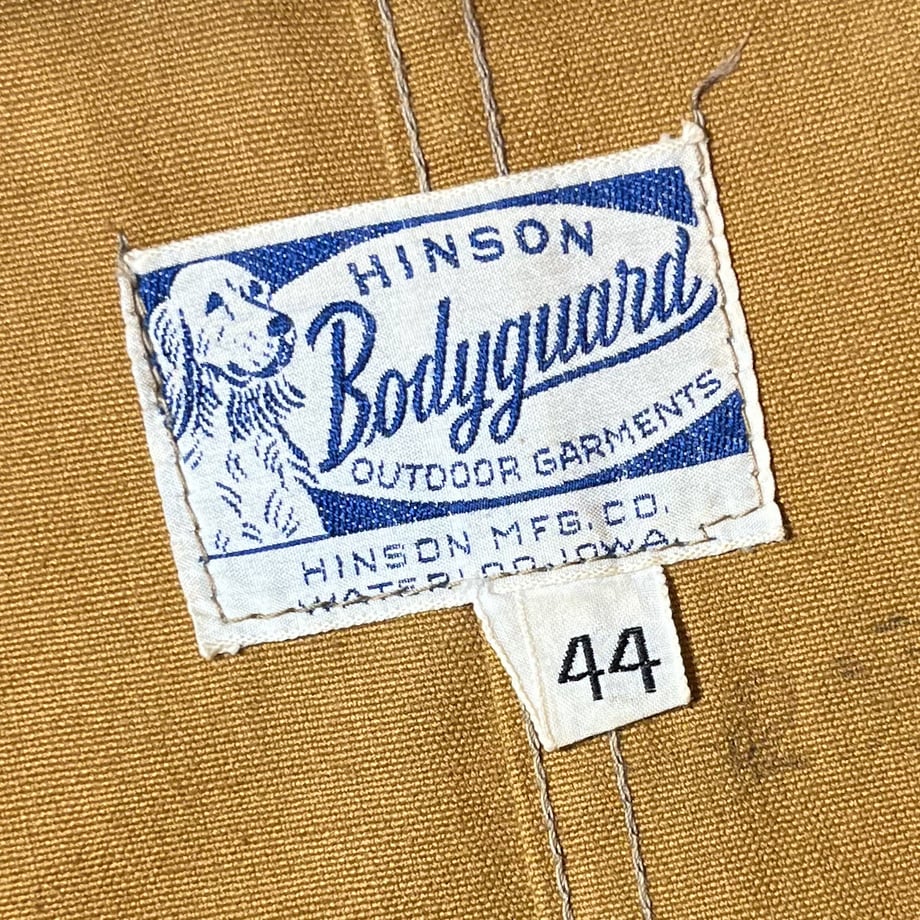 HINSON
Bodyguard
OUTDOOR GARMENTS
HINSON MFG. CO.
WATERLOO, IOWA.
44